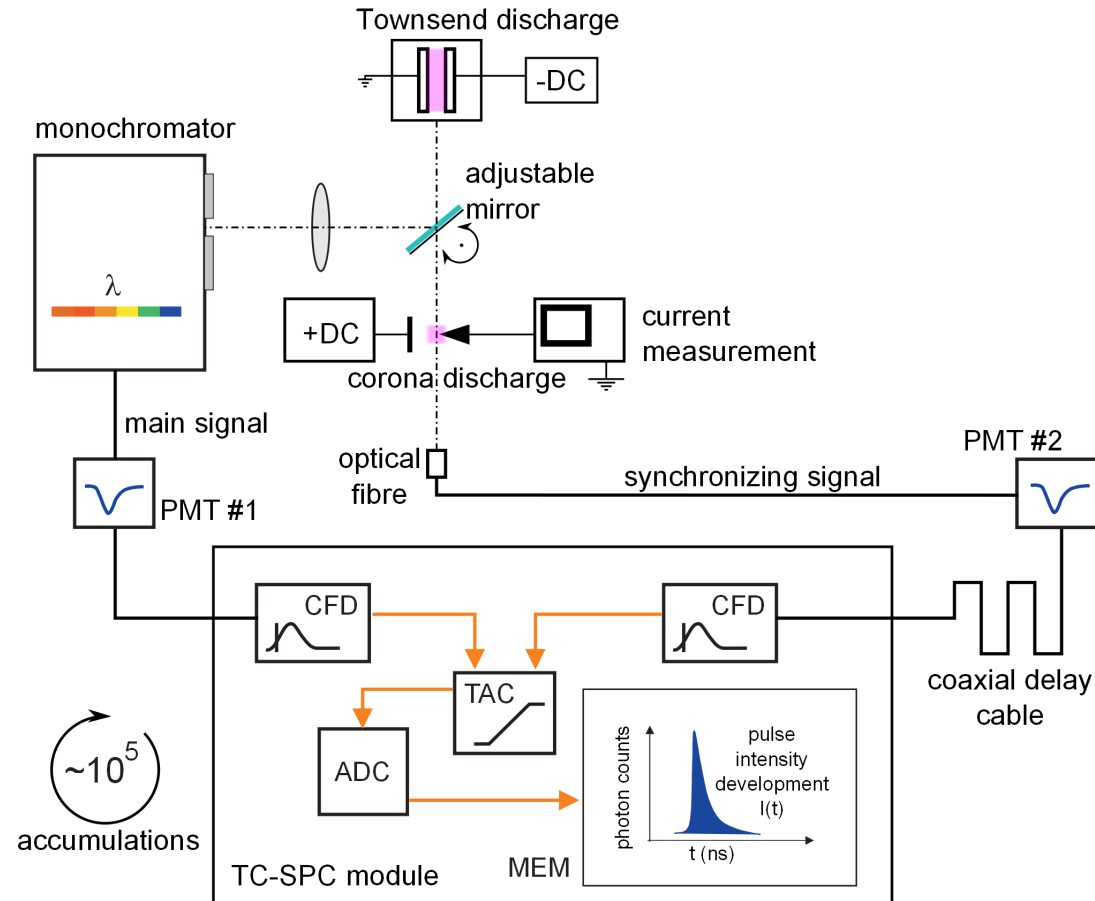 Townsend discharge
-DC
monochromator
adjustable
mirror
λ
+DC
current
measurement
corona discharge
main signal
optical
fibre
PMT #2
synchronizing signal
PMT #1
CFD
CFD
TAC
coaxial delay
cable
pulse
intensity
development
I(t)
photon counts
t (ns)
ADC
~10⁵
accumulations
TC-SPC module
MEM